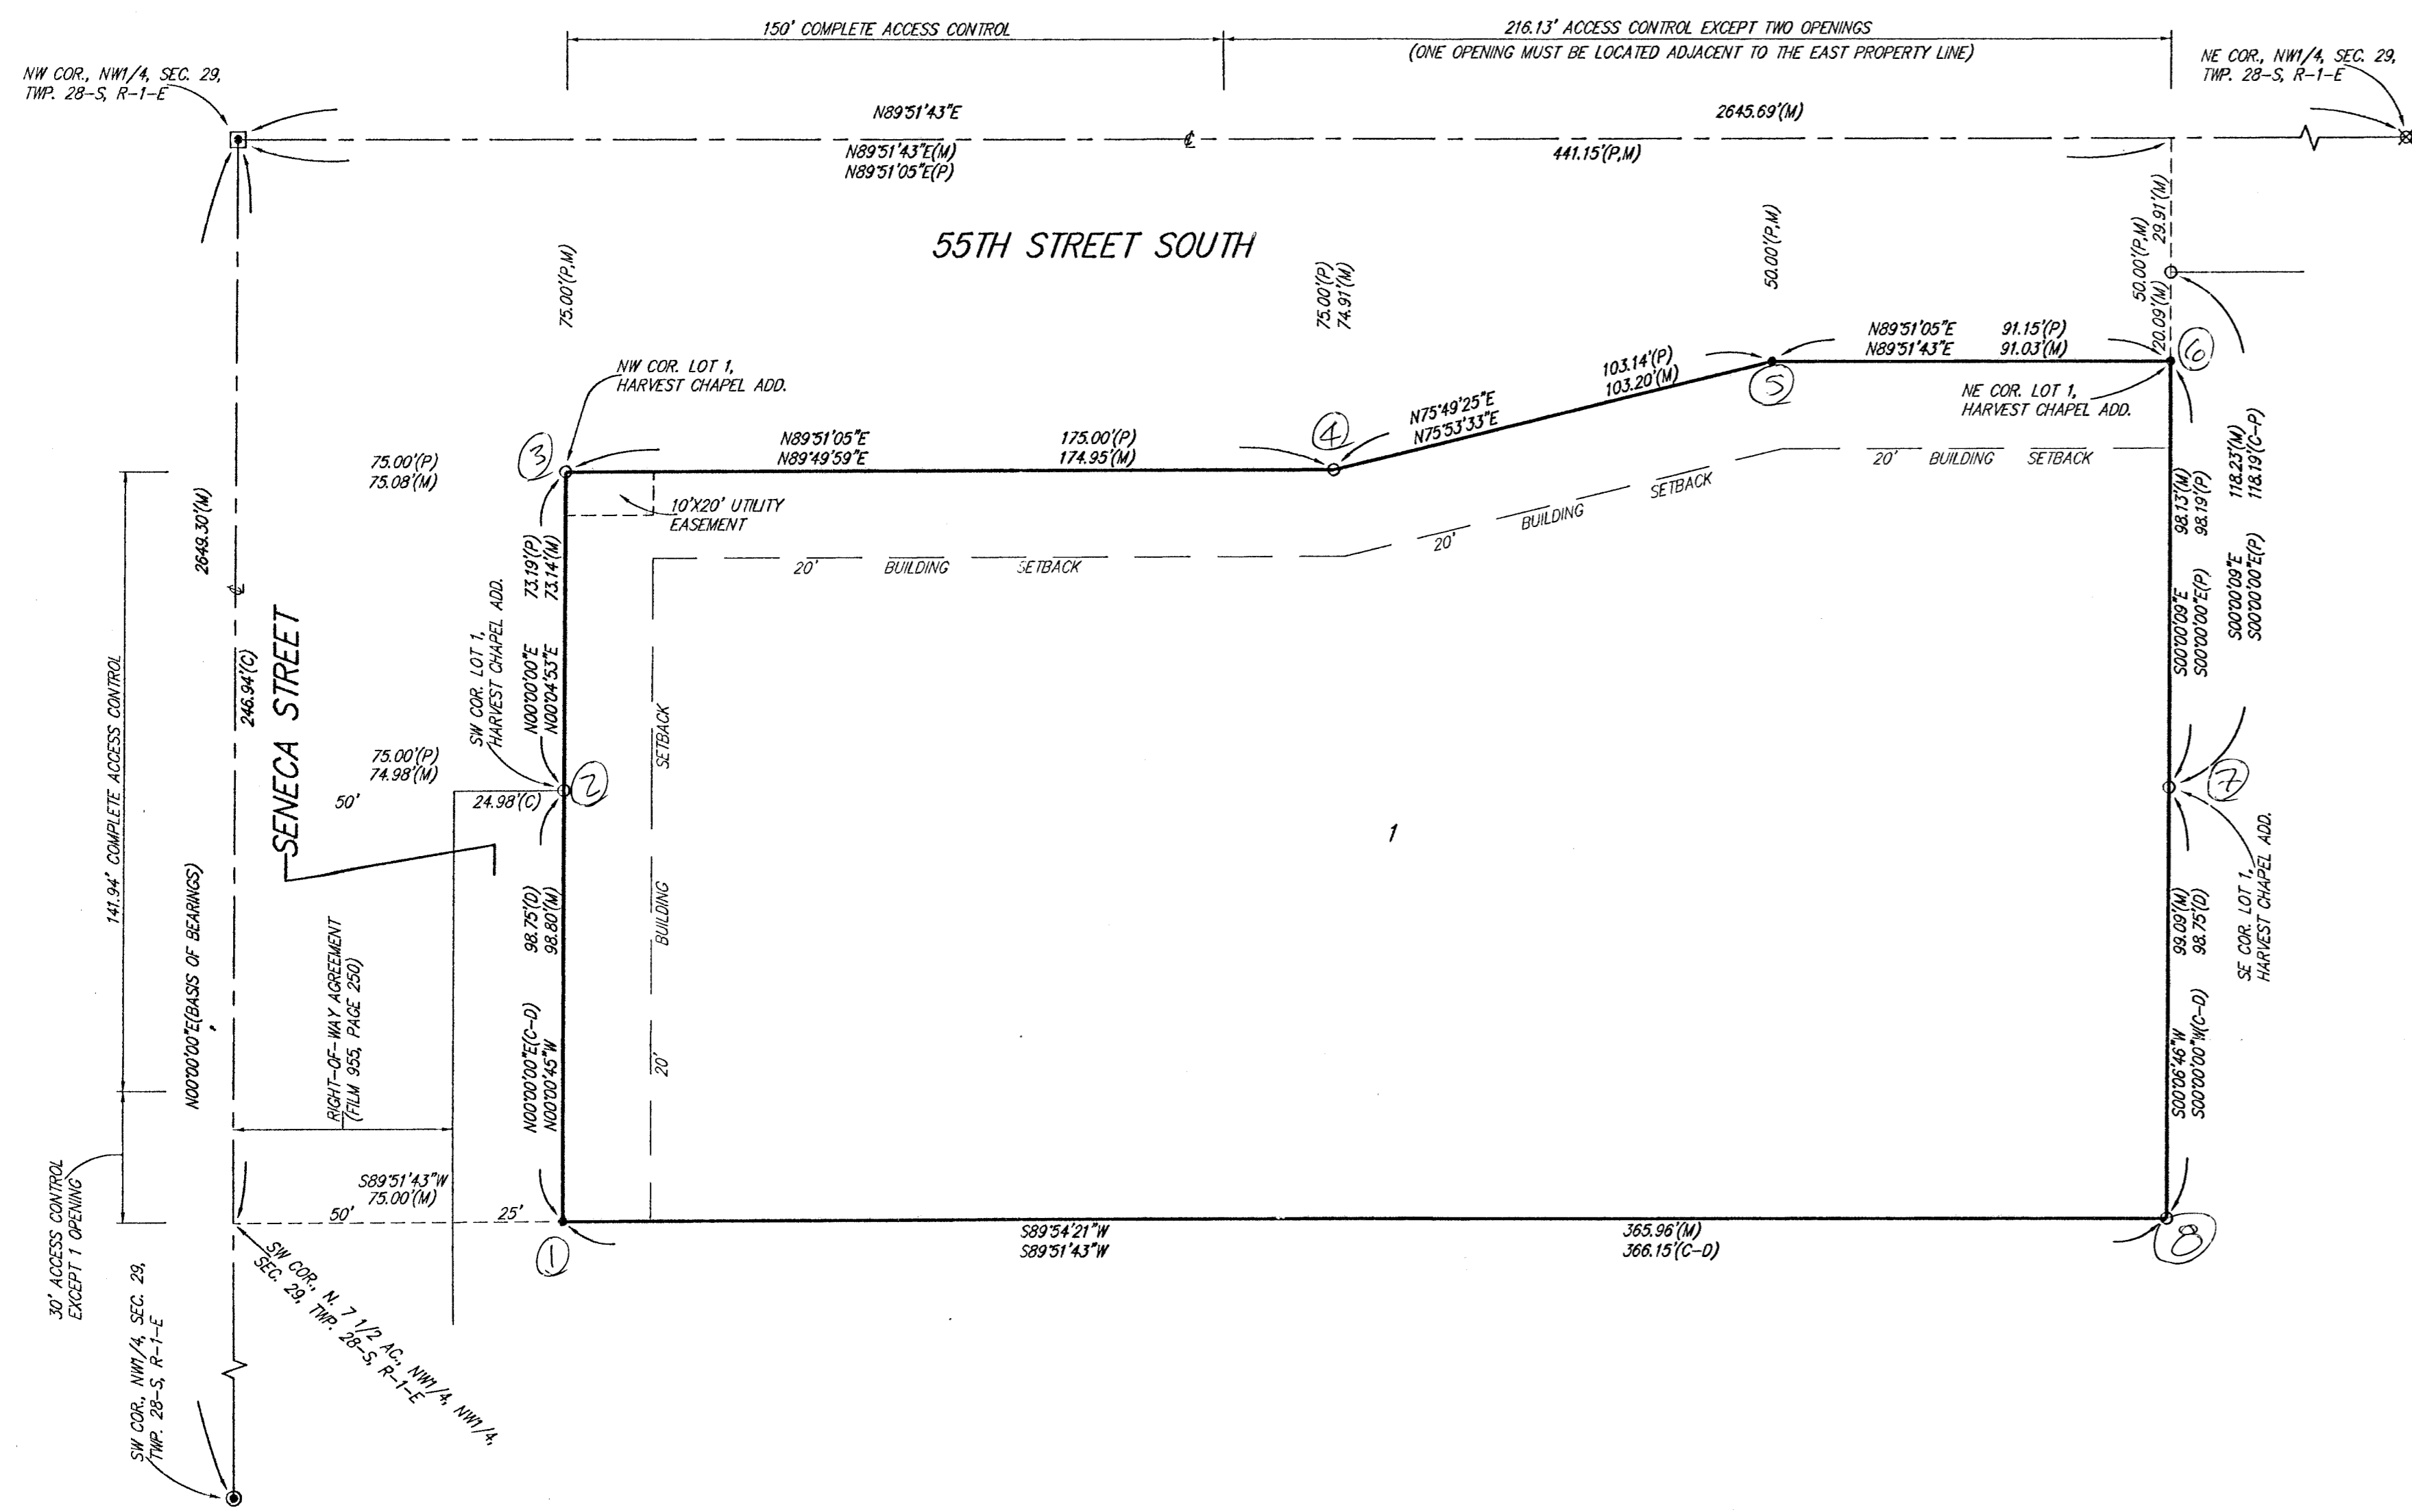 150' COMPLETE ACCESS CONTROL
216.13' ACCESS CONTROL EXCEPT TWO OPENINGS
(ONE OPENING MUST BE LOCATED ADJACENT TO THE EAST PROPERTY LINE)
NW COR., NW1/4, SEC. 29,
TWP. 28-S, R-1-E
NE COR., NW1/4, SEC. 29,
TWP. 28-S, R-1-E
N89°51'43"E
2645.69'(M)
N89°51'43"E(M)
N89°51'05"E(P)
441.15'(P,M)
55TH STREET SOUTH
75.00'(P,M)
75.00'(P)
74.91'(M)
50.00'(P,M)
50.00'(P,M)
29.91'(M)
20.09'(M)
NW COR. LOT 1,
HARVEST CHAPEL ADD.
103.14'(P)
103.20'(M)
N75°49'25"E
N75°53'33"E
5
N89°51'05"E 91.15'(P)
N89°51'43"E 91.03'(M)
6
NE COR. LOT 1,
HARVEST CHAPEL ADD.
75.00'(P)
75.08'(M)
3
N89°51'05"E 175.00'(P)
N89°49'59"E 174.95'(M)
4
20' BUILDING SETBACK
20' BUILDING SETBACK
20' BUILDING SETBACK
10'X20' UTILITY
EASEMENT
2649.30'(M)
246.94'(C)
SENECA STREET
141.94' COMPLETE ACCESS CONTROL
N00°00'00"E(BASIS OF BEARINGS)
73.19'(P)
73.14'(M)
N00°00'00"E
N00°04'53"E
SW COR. LOT 1,
HARVEST CHAPEL ADD.
75.00'(P)
74.98'(M)
50'
24.98'(C)
2
98.13'(M)
98.19'(P)
S00°00'09"E
S00°00'00"E(P)
118.23'(M)
118.19'(C-P)
S00°00'09"E
S00°00'00"E(P)
7
SE COR. LOT 1,
HARVEST CHAPEL ADD.
1
20' BUILDING SETBACK
98.75'(D)
98.80'(M)
N00°00'00"E(C-D)
N00°00'45"W
99.09'(M)
98.75'(D)
S00°06'46"W
S00°00'00"W(C-D)
RIGHT-OF-WAY AGREEMENT
(FILM 955, PAGE 250)
30' ACCESS CONTROL
EXCEPT 1 OPENING
S89°51'43"W
75.00'(M)
50'
25'
1
S89°54'21"W 365.96'(M)
S89°51'43"W 366.15'(C-D)
8
SW COR., N. 7 1/2 AC., NW1/4, NW1/4,
SEC. 29, TWP. 28-S, R-1-E
SW COR., NW1/4, SEC. 29,
TWP. 28-S, R-1-E